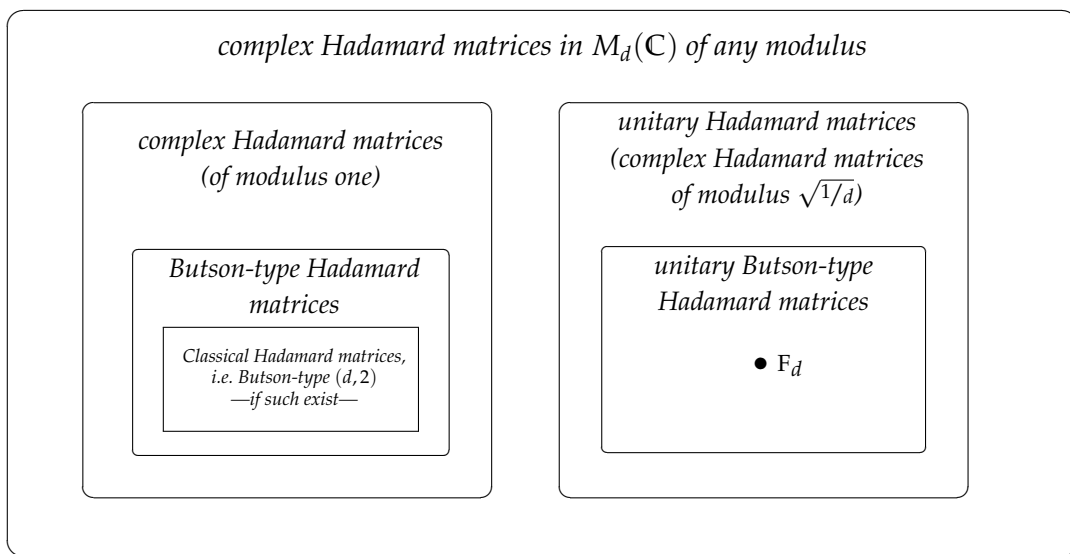 complex Hadamard matrices in M_d(ℂ) of any modulus
complex Hadamard matrices
(of modulus one)
Butson-type Hadamard
matrices
Classical Hadamard matrices,
i.e. Butson-type (d, 2)
—if such exist—
unitary Hadamard matrices
(complex Hadamard matrices
of modulus √1/d)
unitary Butson-type
Hadamard matrices
• F_d